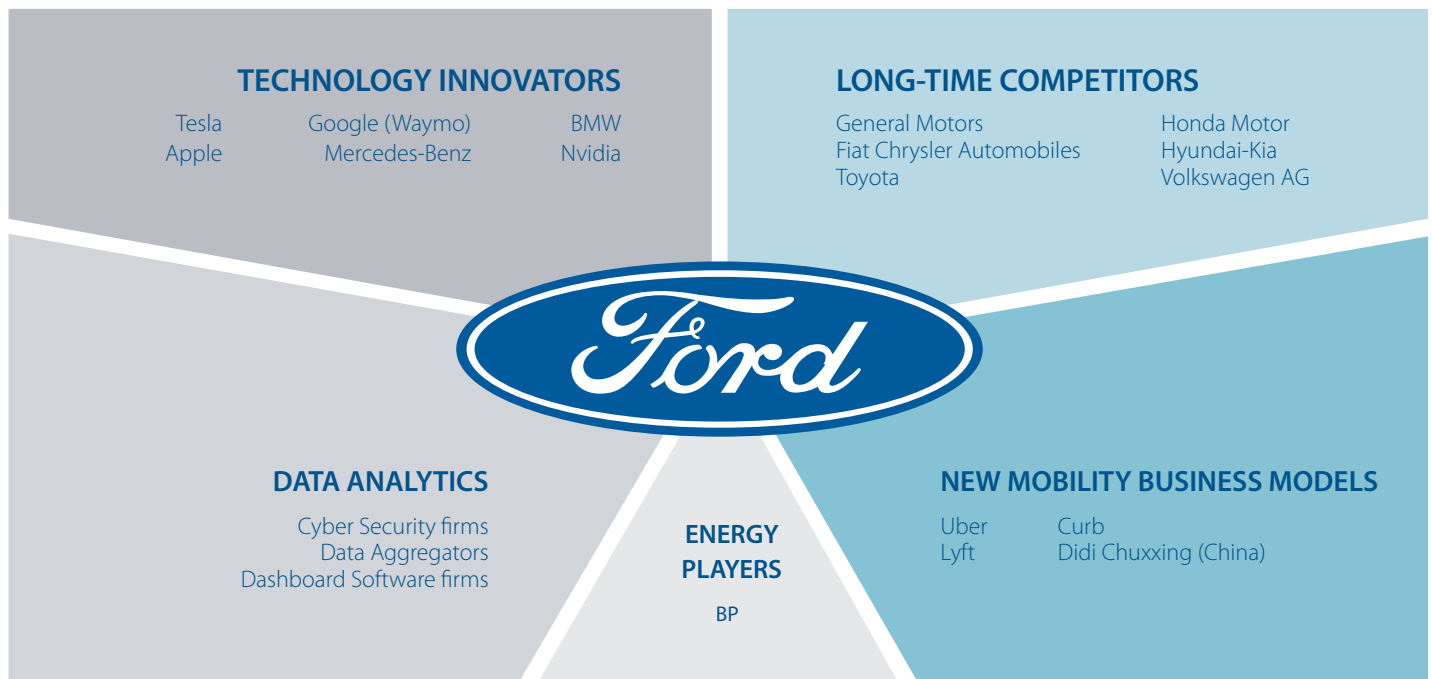 TECHNOLOGY INNOVATORS
Tesla Google (Waymo) BMW
Apple Mercedes-Benz Nvidia
LONG-TIME COMPETITORS
General Motors Honda Motor
Fiat Chrysler Automobiles Hyundai-Kia
Toyota Volkswagen AG
Ford
DATA ANALYTICS
Cyber Security firms
Data Aggregators
Dashboard Software firms
ENERGY
PLAYERS
BP
NEW MOBILITY BUSINESS MODELS
Uber Curb
Lyft Didi Chuxxing (China)